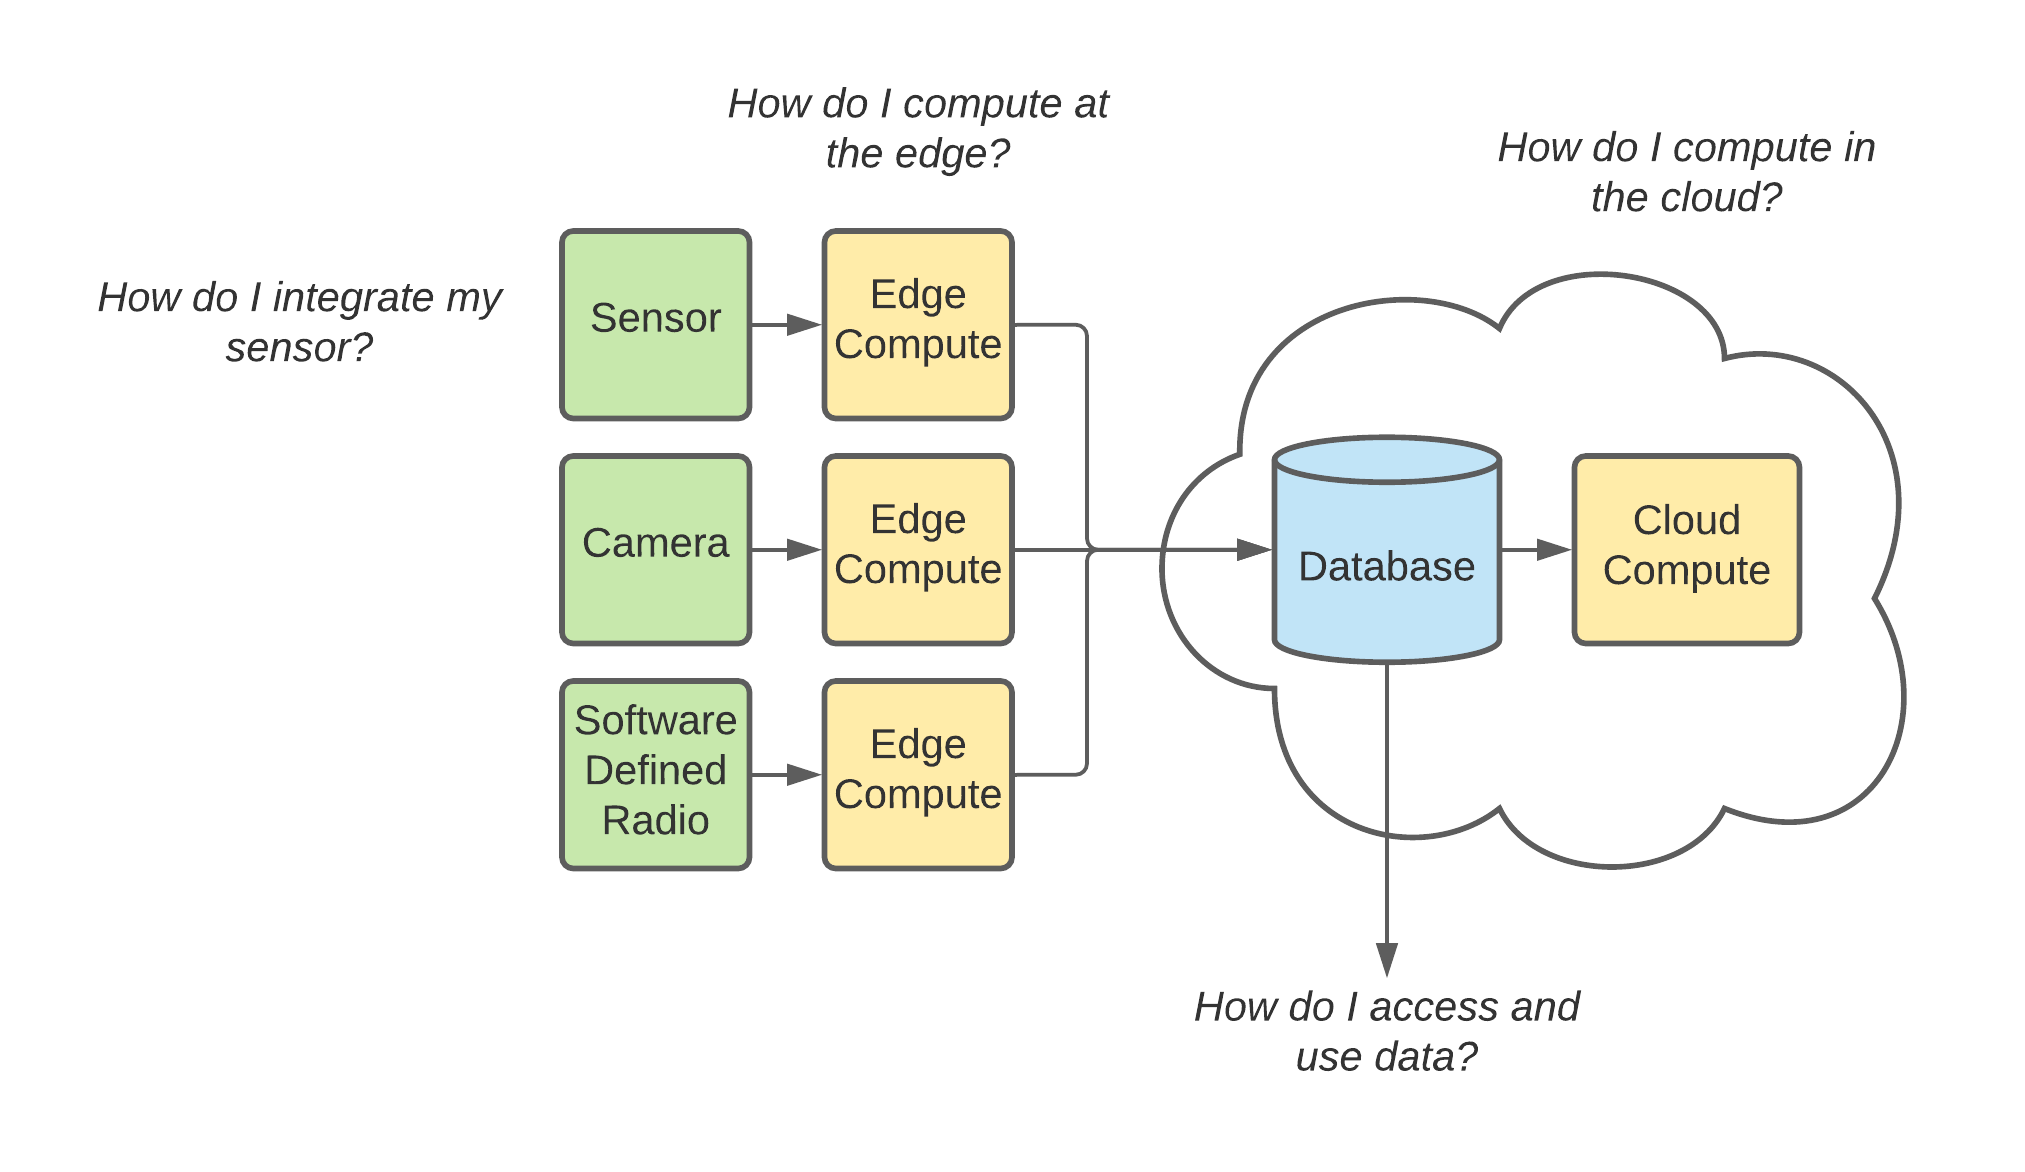 How do I compute at
the edge?
How do I compute in
the cloud?
How do I integrate my
sensor?
Sensor
Edge
Compute
Camera
Edge
Compute
Database
Cloud
Compute
Software
Defined
Radio
Edge
Compute
How do I access and
use data?